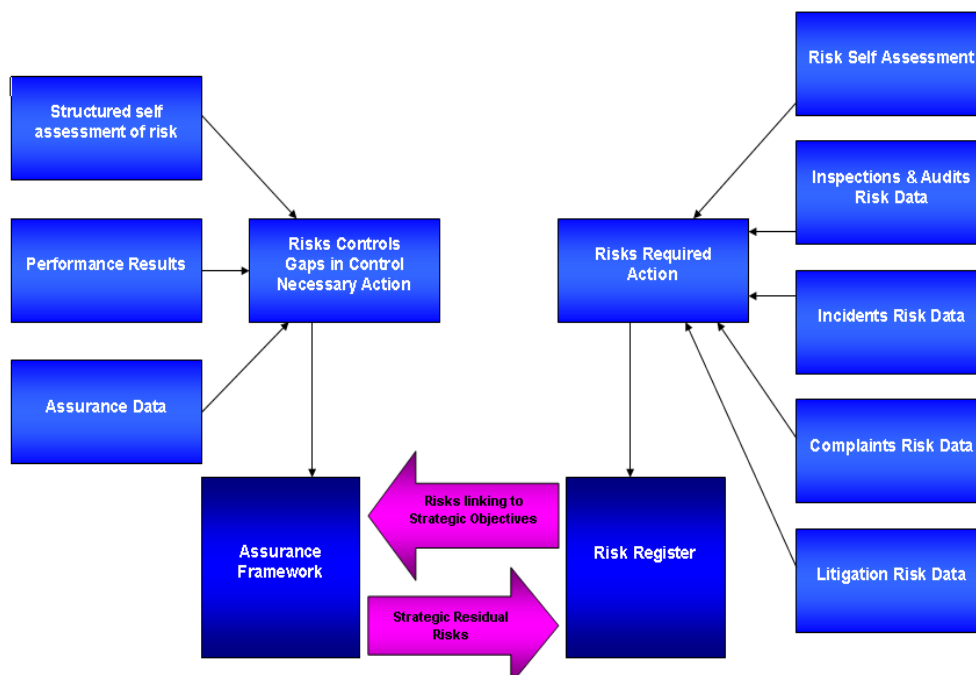 Risk Self Assessment
Structured self
assessment of risk
Inspections & Audits
Risk Data
Performance Results
Risks Controls
Gaps in Control
Necessary Action
Risks Required
Action
Incidents Risk Data
Assurance Data
Complaints Risk Data
Risks linking to
Strategic Objectives
Assurance
Framework
Risk Register
Litigation Risk Data
Strategic Residual
Risks